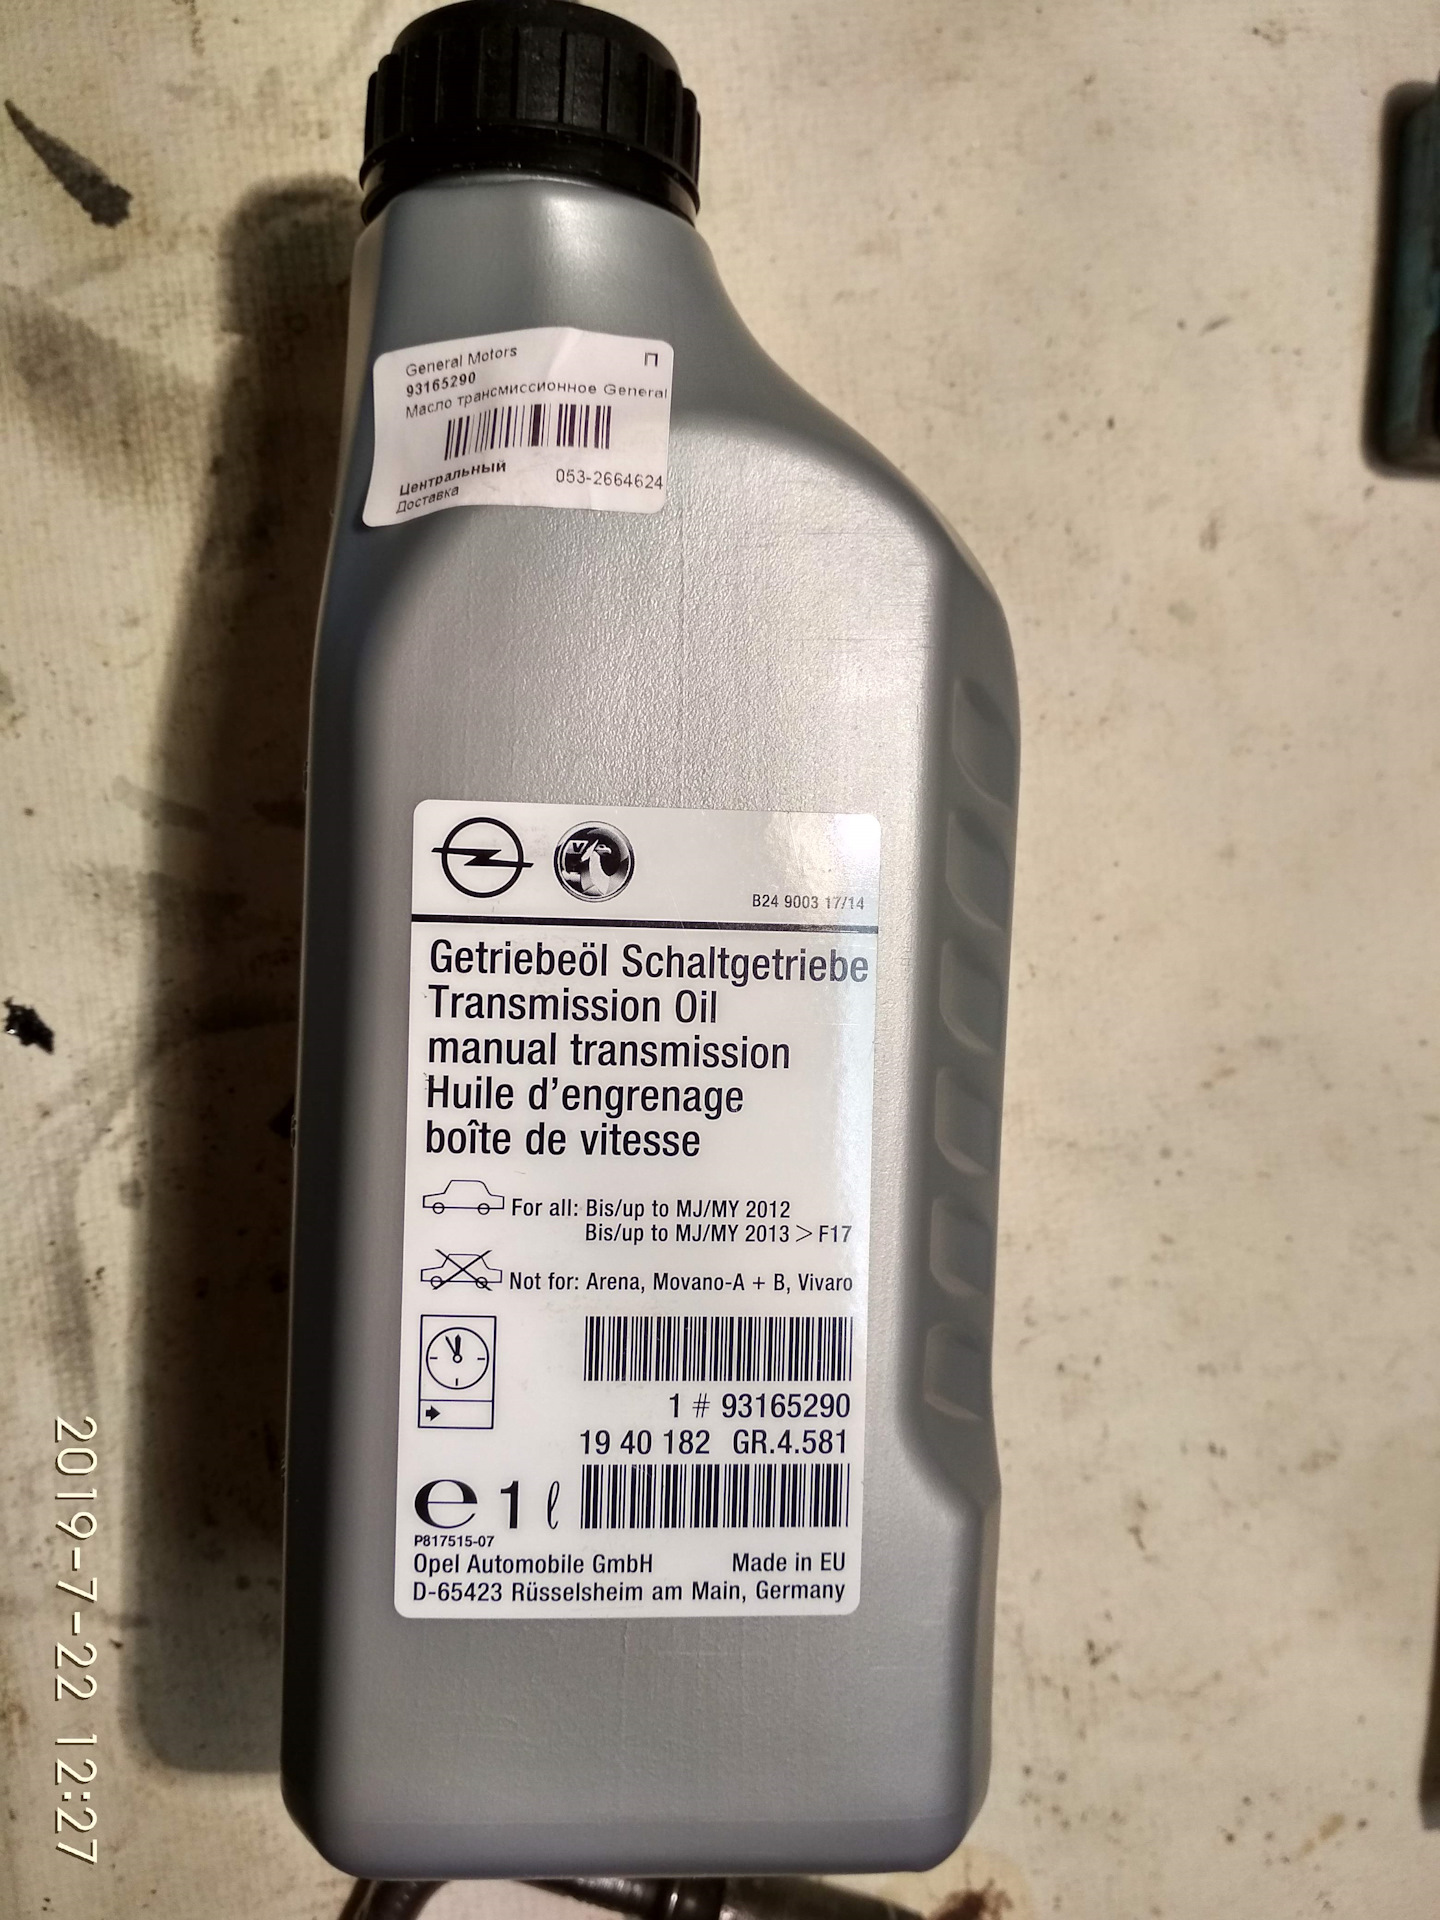 General Motors
П
93165290
Масло трансмиссионное General
Центральный
053-2664624
Доставка
B24 9003 17/14
Getriebeöl Schaltgetriebe
Transmission Oil
manual transmission
Huile d'engrenage
boîte de vitesse
For all: Bis/up to MJ/MY 2012
Bis/up to MJ/MY 2013 > F17
Not for: Arena, Movano-A + B, Vivaro
1 # 93165290
19 40 182 GR.4.581
e 1 ℓ
P817515-07
Opel Automobile GmbH Made in EU
D-65423 Rüsselsheim am Main, Germany
2019-7-22 12:27